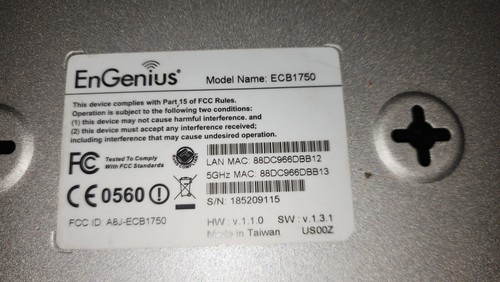 EnGenius® Model Name: ECB1750
This device complies with Part 15 of FCC Rules.
Operation is subject to the following two conditions:
(1) this device may not cause harmful interference, and
(2) this device must accept any interference received;
including interference that may cause undesired operation.
FC Tested To Comply
With FCC Standards
LAN MAC: 88DC966DBB12
5GHz MAC: 88DC966DBB13
CE 0560
S/N: 185209115
FCC ID: A8J-ECB1750
HW : v.1.1.0 SW : v.1.3.1
Made in Taiwan US00Z